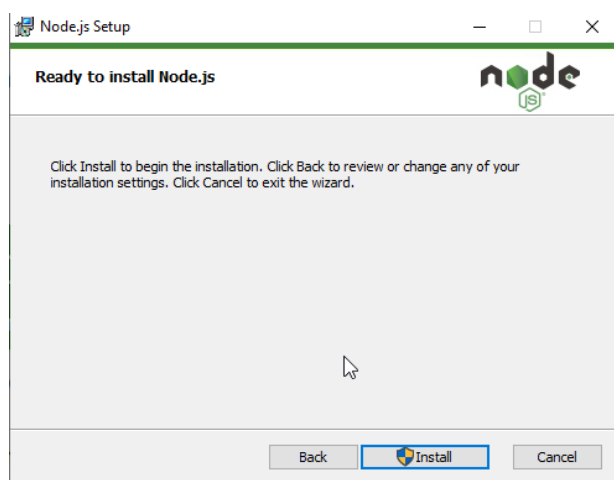 Node.js Setup
Ready to install Node.js
node
JS
Click Install to begin the installation. Click Back to review or change any of your
installation settings. Click Cancel to exit the wizard.
Back Install Cancel